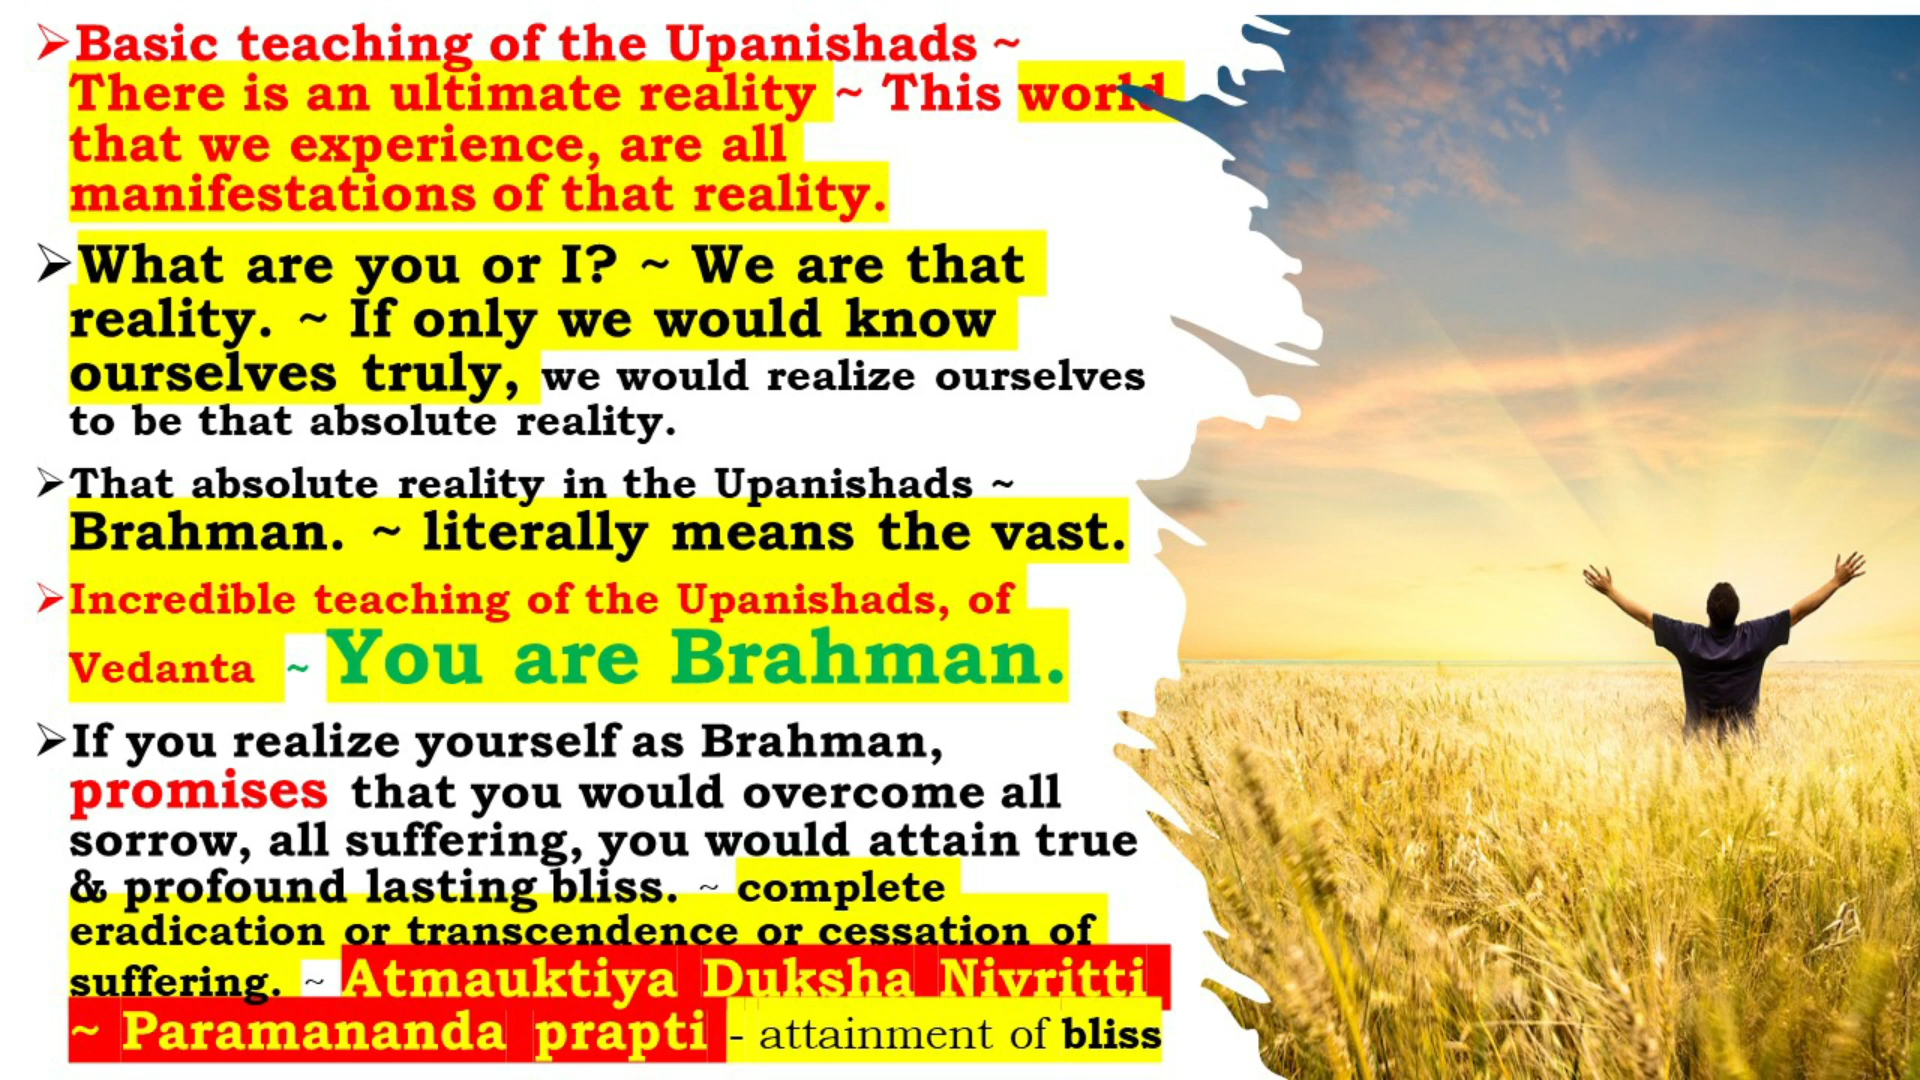 ➢Basic teaching of the Upanishads ~
There is an ultimate reality ~ This world
that we experience, are all
manifestations of that reality.
➢What are you or I? ~ We are that
reality. ~ If only we would know
ourselves truly, we would realize ourselves
to be that absolute reality.
➢That absolute reality in the Upanishads ~
Brahman. ~ literally means the vast.
➢Incredible teaching of the Upanishads, of
Vedanta ~ You are Brahman.
➢If you realize yourself as Brahman,
promises that you would overcome all
sorrow, all suffering, you would attain true
& profound lasting bliss. ~ complete
eradication or transcendence or cessation of
suffering. ~ Atmauktiya Duksha Nivritti
~ Paramananda prapti - attainment of bliss